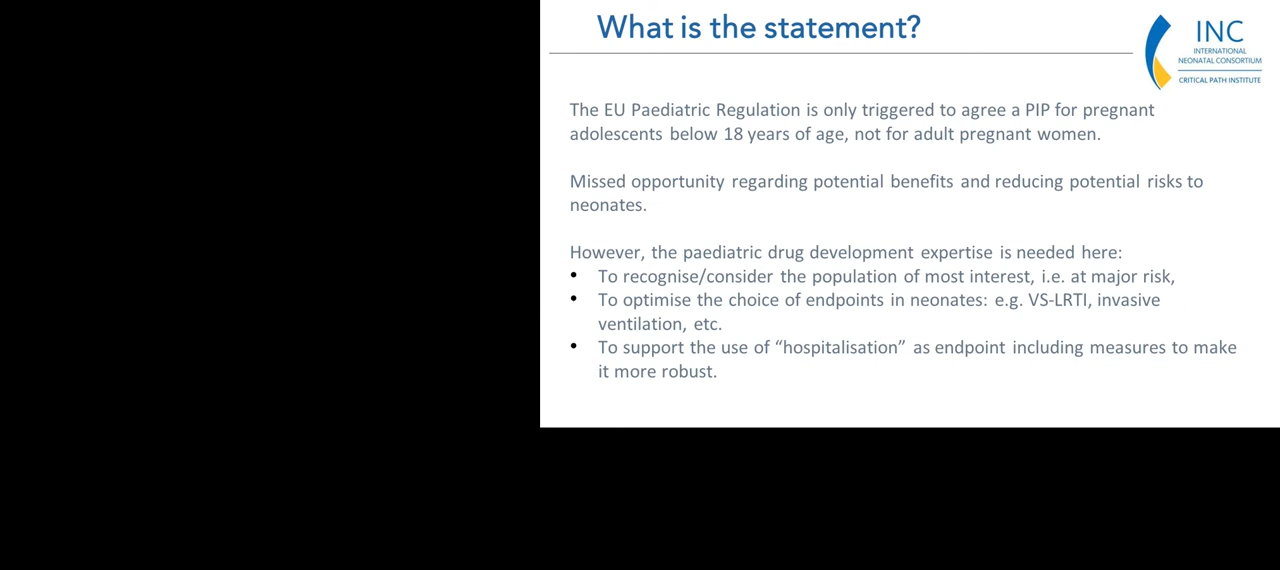 What is the statement?
INC
INTERNATIONAL
NEONATAL CONSORTIUM
CRITICAL PATH INSTITUTE
The EU Paediatric Regulation is only triggered to agree a PIP for pregnant
adolescents below 18 years of age, not for adult pregnant women.
Missed opportunity regarding potential benefits and reducing potential risks to
neonates.
However, the paediatric drug development expertise is needed here:
• To recognise/consider the population of most interest, i.e. at major risk,
• To optimise the choice of endpoints in neonates: e.g. VS-LRTI, invasive
ventilation, etc.
• To support the use of “hospitalisation” as endpoint including measures to make
it more robust.